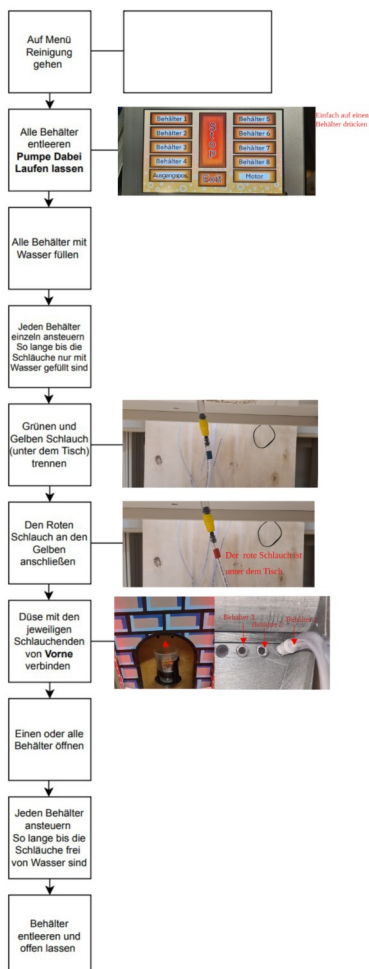 Auf Menü
Reinigung
gehen
Alle Behälter
entleeren
Pumpe Dabei
Laufen lassen
Behälter 1
Behälter 2
Behälter 3
Behälter 4
Ausgangspos.
Stop
Behälter 5
Behälter 6
Behälter 7
Behälter 8
Motor
Einfach auf einen
Behälter drücken
Alle Behälter mit
Wasser füllen
Jeden Behälter
einzeln ansteuern
So lange bis die
Schläuche nur mit
Wasser gefüllt sind
Grünen und
Gelben Schlauch
(unter dem Tisch)
trennen
Den Roten
Schlauch an den
Gelben
anschließen
Der rote Schlauch ist
unter dem Tisch.
Düse mit den
jeweiligen
Schlauchenden
von Vorne
verbinden
Behälter 3
Behälter 2
Einen oder alle
Behälter öffnen
Jeden Behälter
ansteuern
So lange bis die
Schläuche frei
von Wasser sind
Behälter
entleeren und
offen lassen